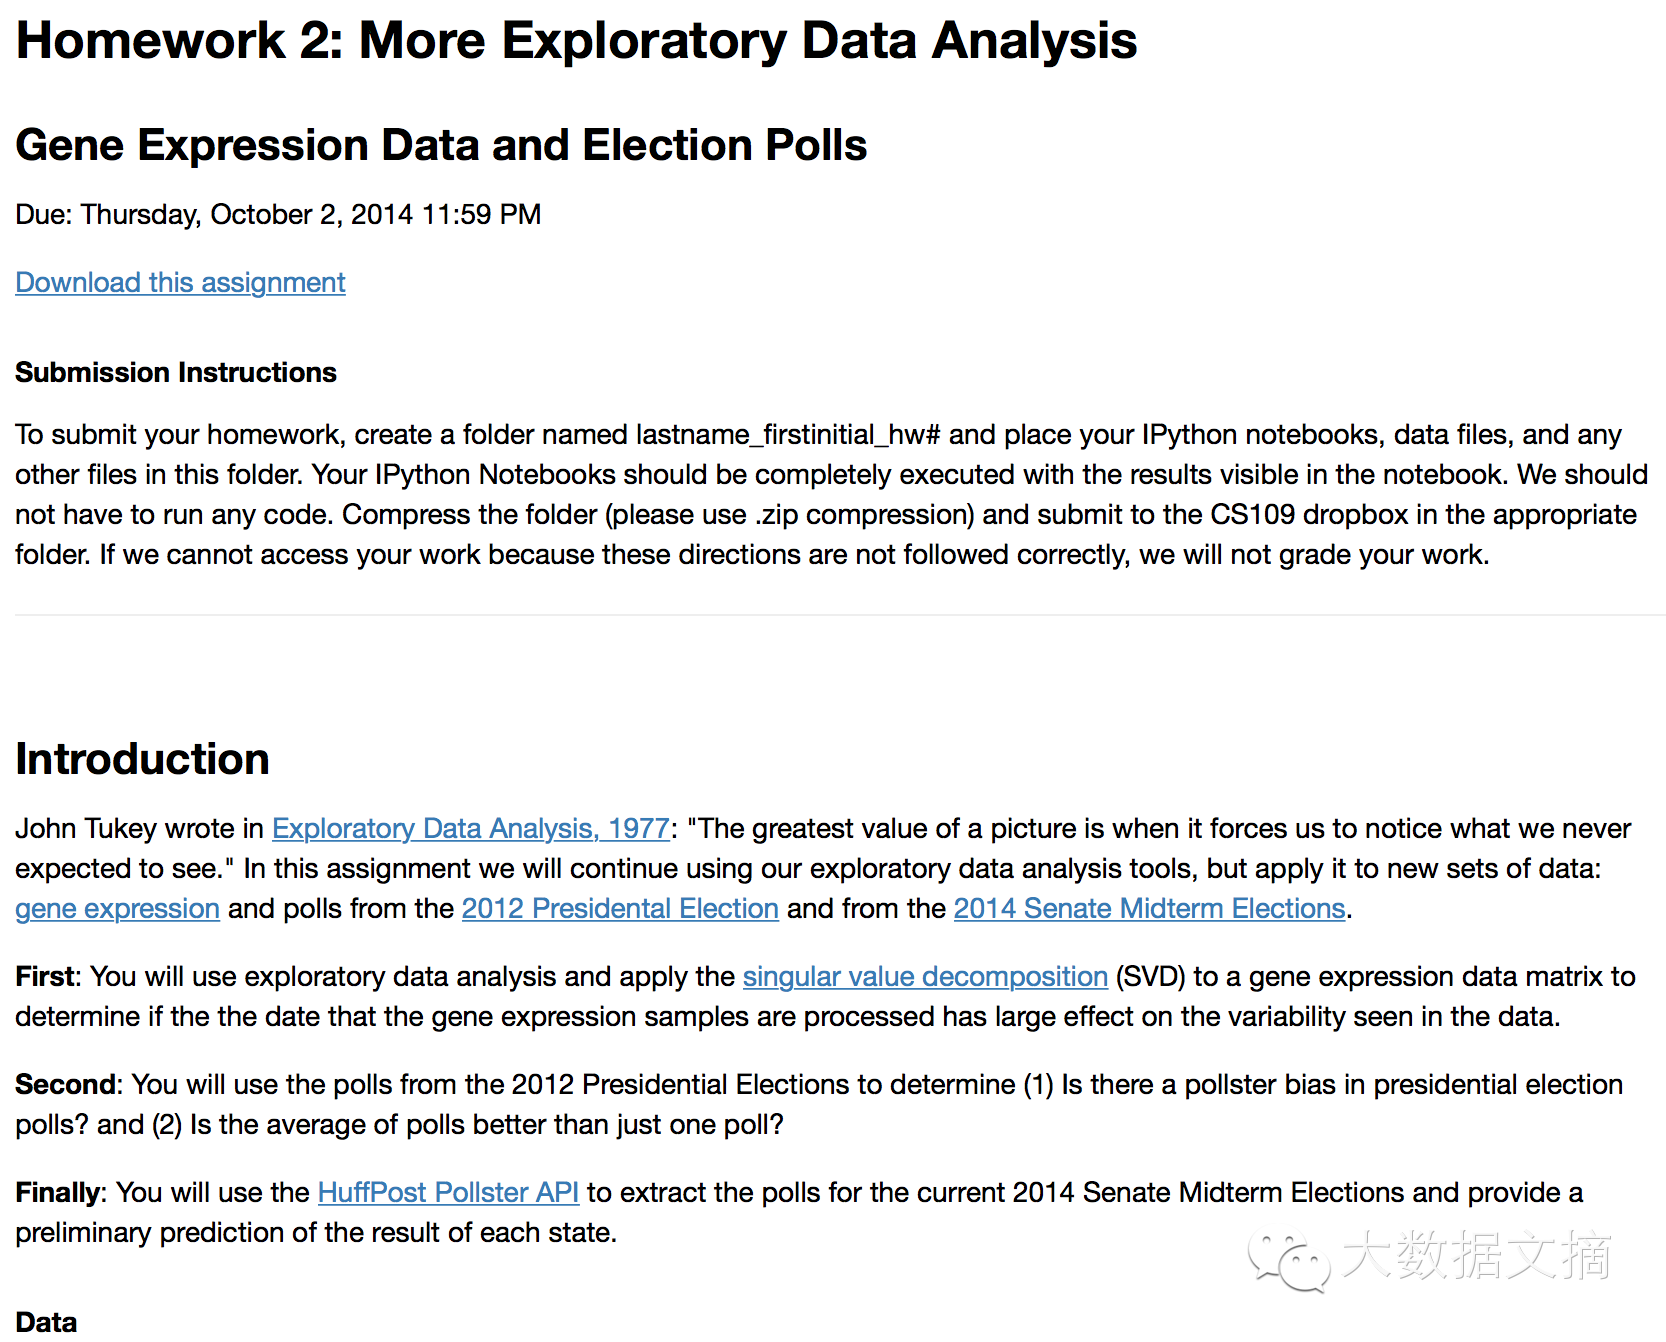 Homework 2: More Exploratory Data Analysis
Gene Expression Data and Election Polls
Due: Thursday, October 2, 2014 11:59 PM
Download this assignment
Submission Instructions
To submit your homework, create a folder named lastname_firstinitial_hw# and place your IPython notebooks, data files, and any
other files in this folder. Your IPython Notebooks should be completely executed with the results visible in the notebook. We should
not have to run any code. Compress the folder (please use .zip compression) and submit to the CS109 dropbox in the appropriate
folder. If we cannot access your work because these directions are not followed correctly, we will not grade your work.
Introduction
John Tukey wrote in Exploratory Data Analysis, 1977: "The greatest value of a picture is when it forces us to notice what we never
expected to see." In this assignment we will continue using our exploratory data analysis tools, but apply it to new sets of data:
gene expression and polls from the 2012 Presidental Election and from the 2014 Senate Midterm Elections.
First: You will use exploratory data analysis and apply the singular value decomposition (SVD) to a gene expression data matrix to
determine if the the date that the gene expression samples are processed has large effect on the variability seen in the data.
Second: You will use the polls from the 2012 Presidential Elections to determine (1) Is there a pollster bias in presidential election
polls? and (2) Is the average of polls better than just one poll?
Finally: You will use the HuffPost Pollster API to extract the polls for the current 2014 Senate Midterm Elections and provide a
preliminary prediction of the result of each state.
大数据文摘
Data